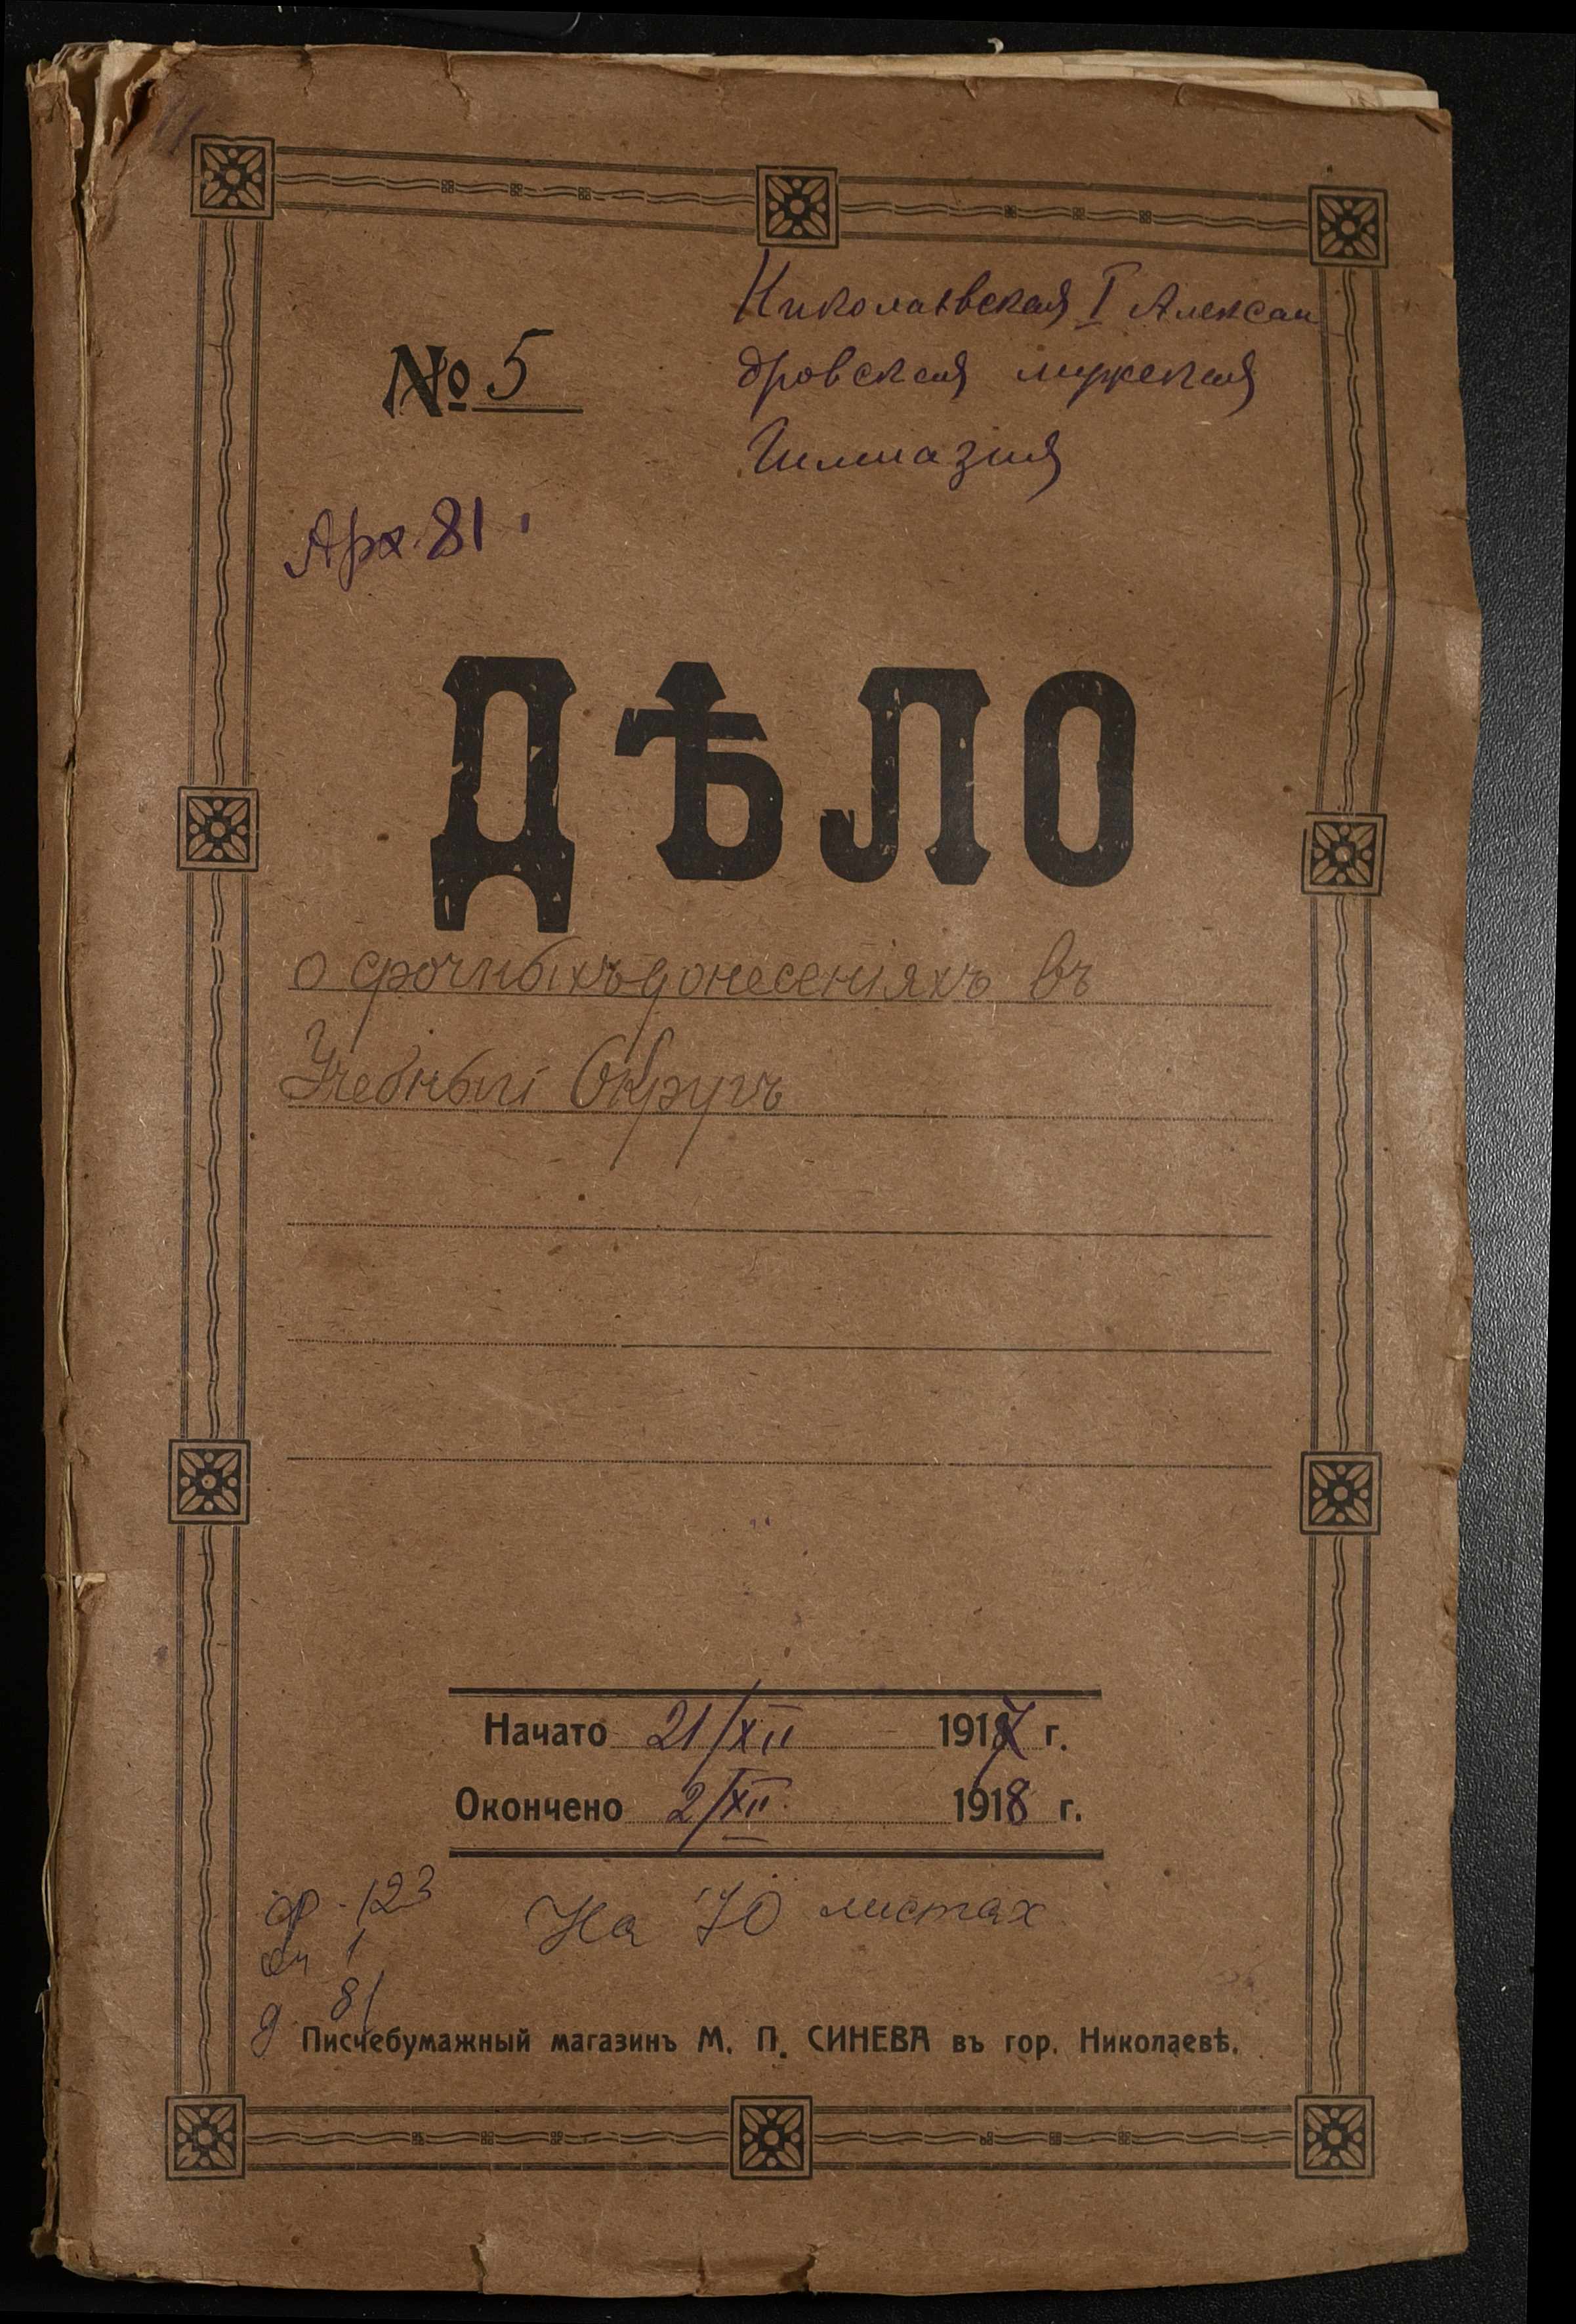 Николаевская I Алексан
дровская мужская
Гимназия
№ 5
Арх. 81
ДѢЛО
о срочныхъ донесеніяхъ въ
Учебный Округъ
Начато 21/XII 1917 г.
Окончено 2/XII 1918 г.
ф - 123
На 70 листах
оп 1
д 81
Писчебумажный магазинъ М. П. СИНЕВА въ гор. Николаевѣ.